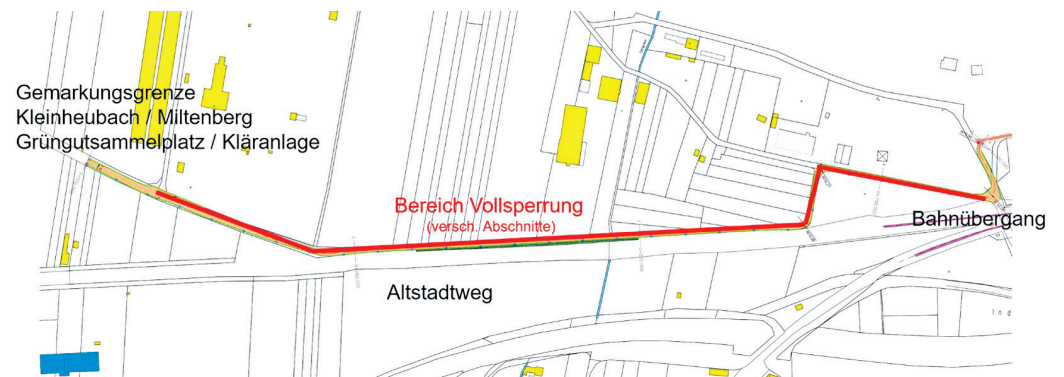 Gemarkungsgrenze
Kleinheubach / Miltenberg
Grüngutsammelplatz / Kläranlage
Bereich Vollsperrung
(versch. Abschnitte)
Bahnübergang
Altstadtweg
I n d